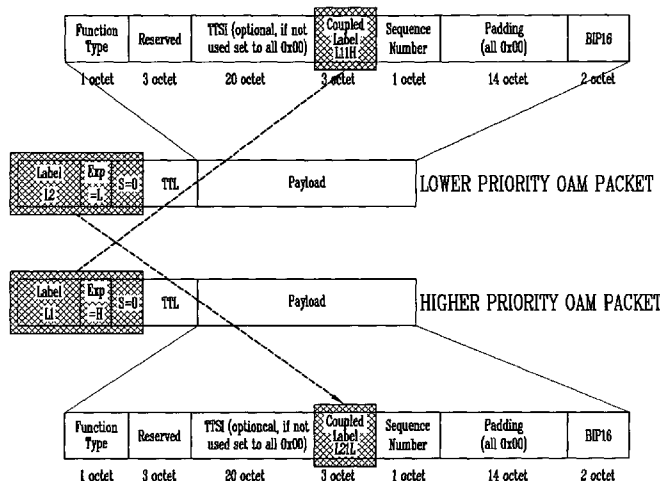 Function Type
Reserved
TTSI (optional, if not used set to all 0x00)
Coupled Label L11H
Sequence Number
Padding (all 0x00)
BIP16
1 octet
3 octet
20 octet
3 octet
1 octet
14 octet
2 octet
Label L2
Exp =L
S=0
TTL
Payload
LOWER PRIORITY OAM PACKET
Label L1
Exp =H
S=0
TTL
Payload
HIGHER PRIORITY OAM PACKET
Function Type
Reserved
TTSI (optioncal, if not used set to all 0x00)
Coupled Label L21L
Sequence Number
Padding (all 0x00)
BIP16
1 octet
3 octet
20 octet
3 octet
1 octet
14 octet
2 octet